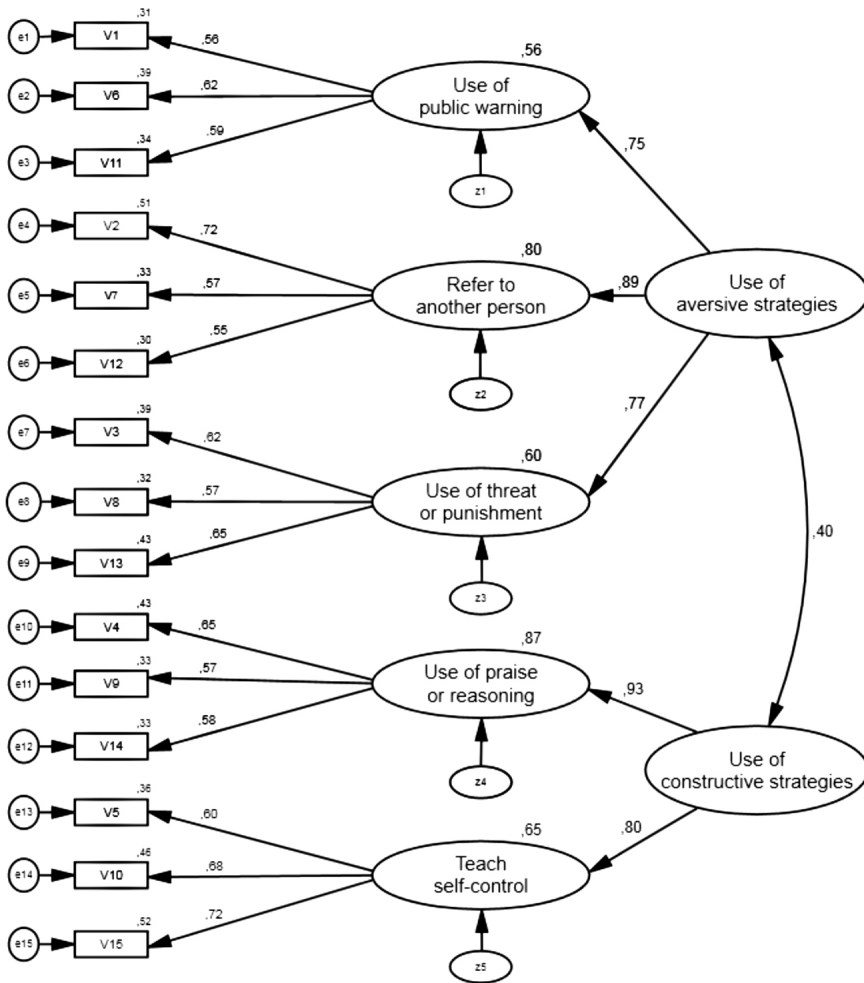 ,31
e1
V1
,56
,39
e2
V6
,62
,34
e3
V11
,59
,56
Use of
public warning
z1
,75
,51
e4
V2
,72
,33
e5
V7
,57
,30
e6
V12
,55
,80
Refer to
another person
z2
,89
Use of
aversive strategies
,77
,39
e7
V3
,62
,32
e8
V8
,57
,43
e9
V13
,65
,60
Use of threat
or punishment
z3
,40
,43
e10
V4
,65
,33
e11
V9
,57
,33
e12
V14
,58
,87
Use of praise
or reasoning
z4
,93
Use of
constructive strategies
,80
,36
e13
V5
,60
,46
e14
V10
,68
,52
e15
V15
,72
,65
Teach
self-control
z5